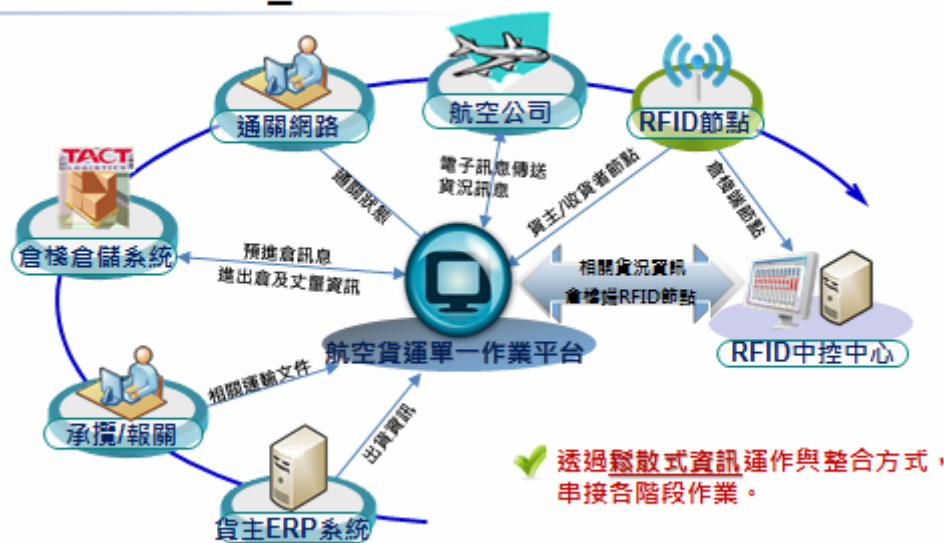 通關網路
航空公司
RFID節點
TACT
LOGISTICS
倉棧倉儲系統
通關狀態
電子訊息傳送
貨況訊息
貨主/收貨者節點
倉棧端節點
預進倉訊息
進出倉及丈量資訊
相關貨況資訊
倉棧端RFID節點
航空貨運單一作業平台
RFID中控中心
相關運輸文件
承攬/報關
出貨資訊
貨主ERP系統
透過鬆散式資訊運作與整合方式，
串接各階段作業。